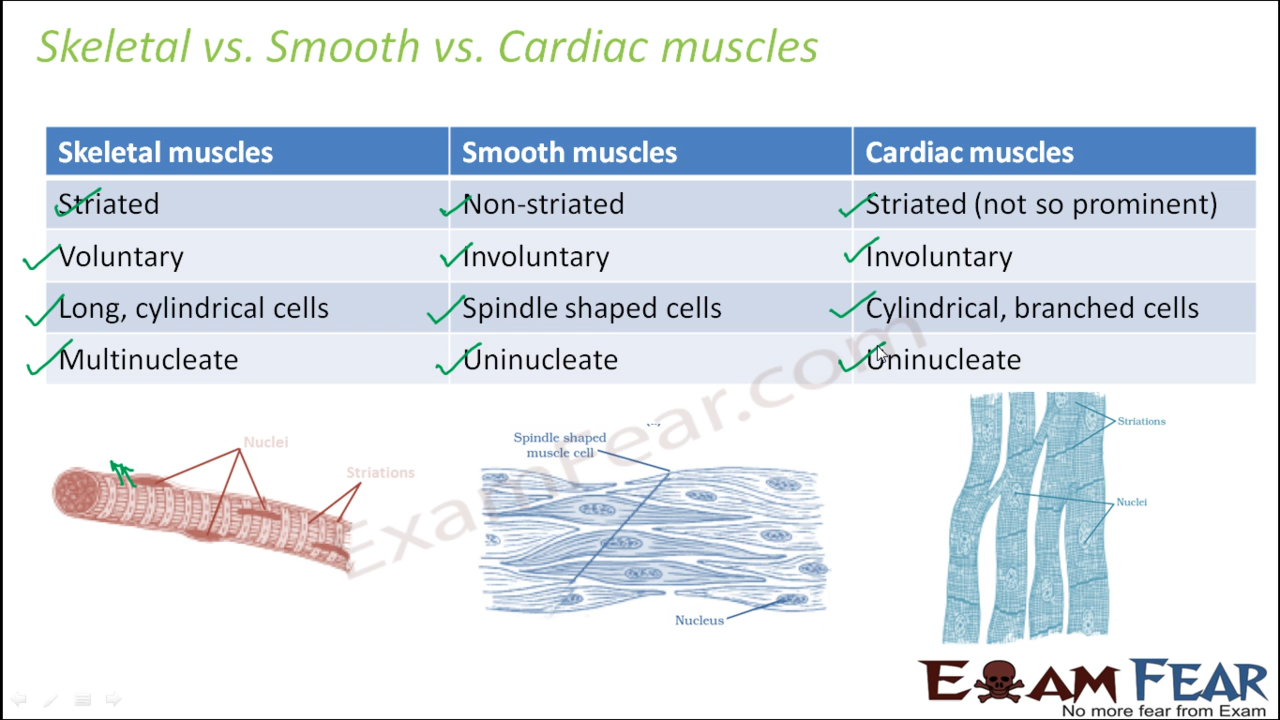 Skeletal vs. Smooth vs. Cardiac muscles
Skeletal muscles Smooth muscles Cardiac muscles
Striated Non-striated Striated (not so prominent)
Voluntary Involuntary Involuntary
Long, cylindrical cells Spindle shaped cells Cylindrical, branched cells
Multinucleate Uninucleate Uninucleate
Nuclei
Striations
Spindle shaped
muscle cell
Nucleus
Striations
Nuclei
ExamFear.com
EXAM FEAR
No more fear from Exam